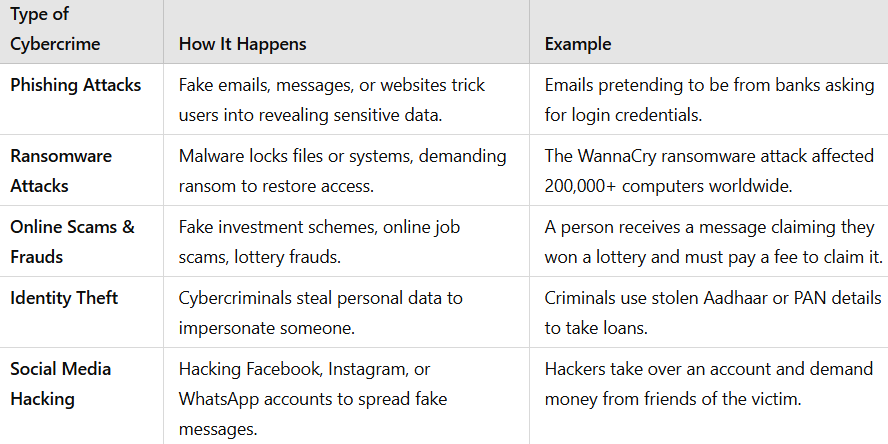 Type of
Cybercrime
How It Happens
Example
Phishing Attacks
Fake emails, messages, or websites trick
users into revealing sensitive data.
Emails pretending to be from banks asking
for login credentials.
Ransomware
Attacks
Malware locks files or systems, demanding
ransom to restore access.
The WannaCry ransomware attack affected
200,000+ computers worldwide.
Online Scams &
Frauds
Fake investment schemes, online job
scams, lottery frauds.
A person receives a message claiming they
won a lottery and must pay a fee to claim it.
Identity Theft
Cybercriminals steal personal data to
impersonate someone.
Criminals use stolen Aadhaar or PAN details
to take loans.
Social Media
Hacking
Hacking Facebook, Instagram, or
WhatsApp accounts to spread fake
messages.
Hackers take over an account and demand
money from friends of the victim.